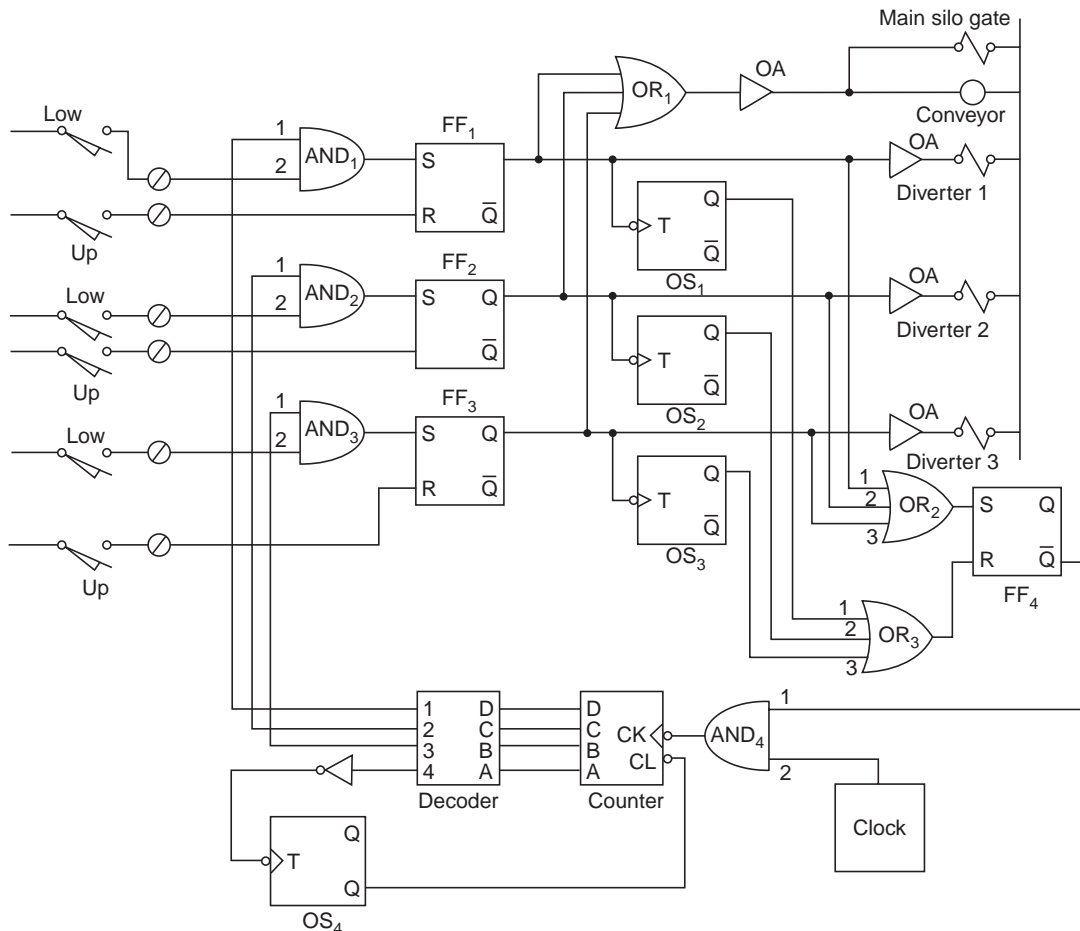 Main silo gate
OA
OR₁
Conveyor
Low
1
2
AND₁
FF₁
S
R
Q̅
OA
Diverter 1
Up
Q
T
Q̅
OS₁
FF₂
1
2
AND₂
S
Q
Q̅
Low
OA
Diverter 2
Up
Q
T
Q̅
OS₂
FF₃
1
2
AND₃
S
Q
R
Q̅
Low
OA
Diverter 3
Up
Q
T
Q̅
OS₃
1
2
3
OR₂
S
Q
R
Q̅
FF₄
1
2
3
OR₃
1
2
3
4
D
C
B
A
Decoder
D
C
B
A
CK
CL
Counter
AND₄
1
2
Clock
T
Q
Q
OS₄